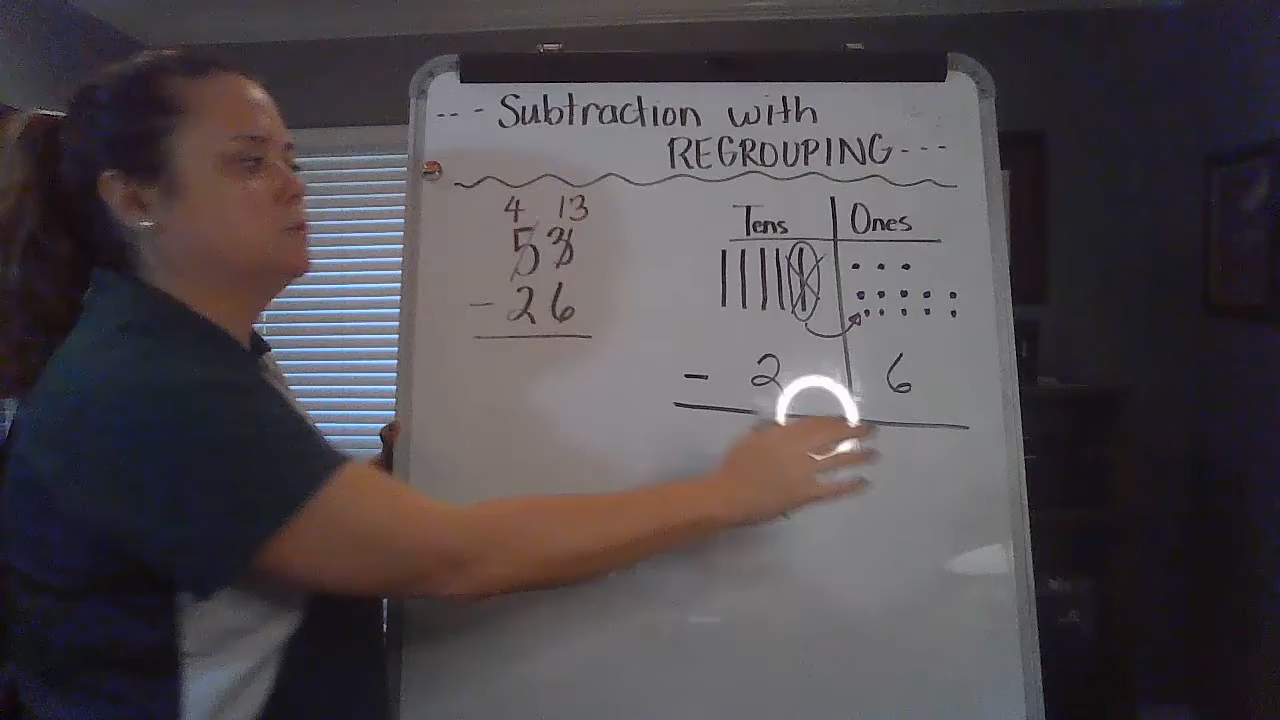 --- Subtraction with
REGROUPING---
4 13
53
- 26
Tens Ones
- 2 6